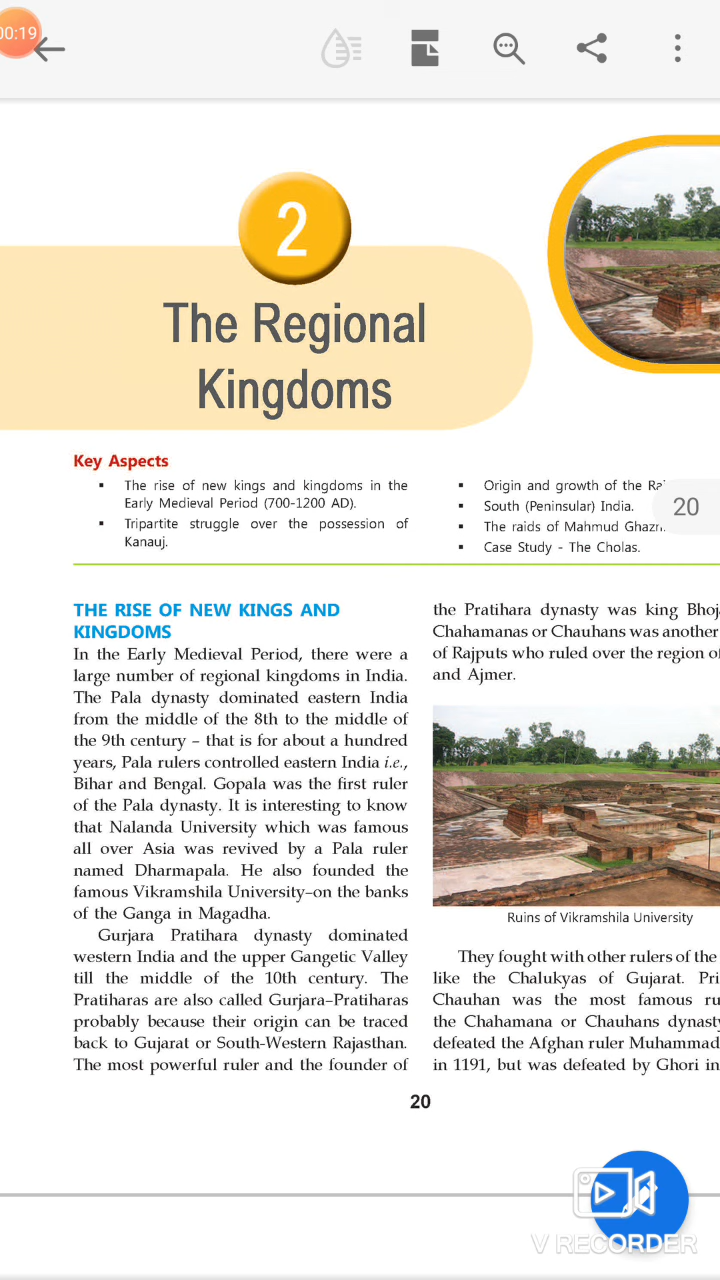 00:19
2
The Regional
Kingdoms
Key Aspects
▪ The rise of new kings and kingdoms in the
Early Medieval Period (700-1200 AD).
▪ Tripartite struggle over the possession of
Kanauj.
▪ Origin and growth of the
▪ South (Peninsular) India.
▪ The raids of Mahmud
▪ Case Study - The Cholas.
20
THE RISE OF NEW KINGS AND
KINGDOMS
In the Early Medieval Period, there were a
large number of regional kingdoms in India.
The Pala dynasty dominated eastern India
from the middle of the 8th to the middle of
the 9th century – that is for about a hundred
years, Pala rulers controlled eastern India i.e.,
Bihar and Bengal. Gopala was the first ruler
of the Pala dynasty. It is interesting to know
that Nalanda University which was famous
all over Asia was revived by a Pala ruler
named Dharmapala. He also founded the
famous Vikramshila University–on the banks
of the Ganga in Magadha.
Gurjara Pratihara dynasty dominated
western India and the upper Gangetic Valley
till the middle of the 10th century. The
Pratiharas are also called Gurjara–Pratiharas
probably because their origin can be traced
back to Gujarat or South-Western Rajasthan.
The most powerful ruler and the founder of
the Pratihara dynasty was king
Chahamanas or Chauhans was another
of Rajputs who ruled over the region
and Ajmer.
Ruins of Vikramshila University
They fought with other rulers of the
like the Chalukyas of Gujarat.
Chauhan was the most famous
the Chahamana or Chauhans
defeated the Afghan ruler Muhammad
in 1191, but was defeated by Ghori in
20
V RECORDER